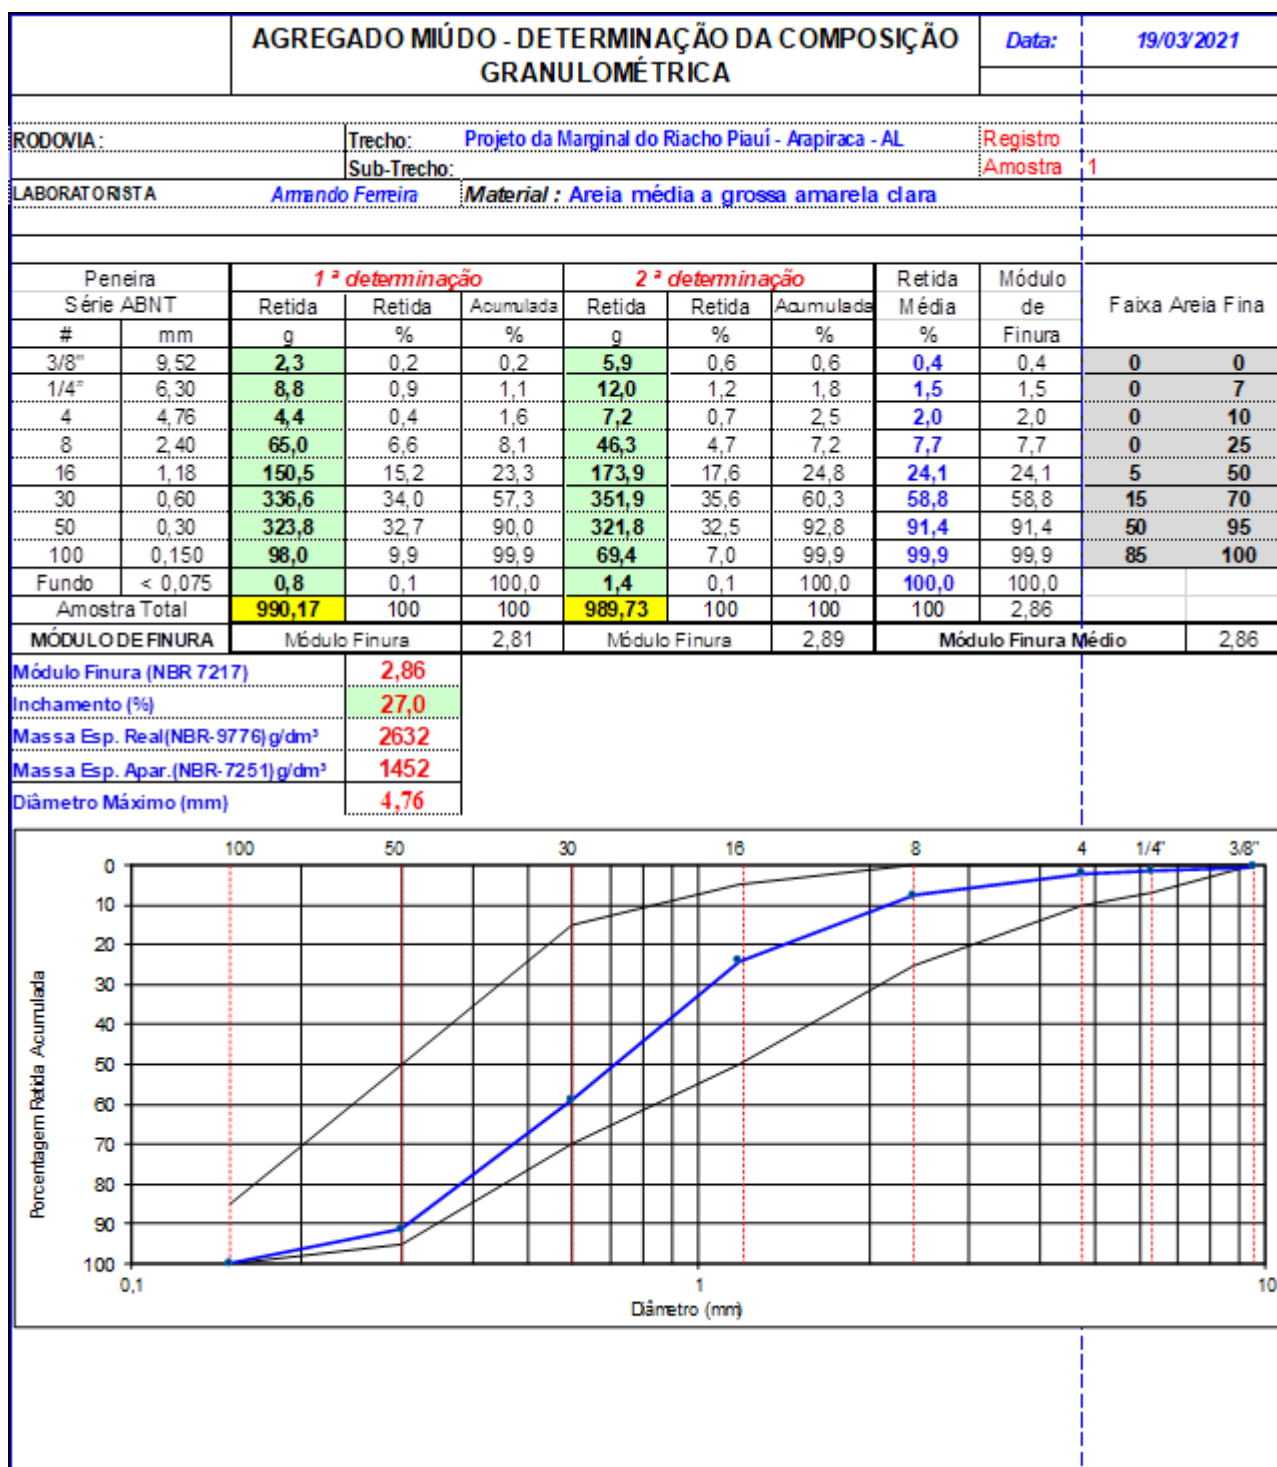 AGREGADO MIÚDO - DETERMINAÇÃO DA COMPOSIÇÃO
GRANULOMÉTRICA
Data: 19/03/2021
RODOVIA: Trecho: Projeto da Marginal do Riacho Piauí - Arapiraca - AL Registro
Sub-Trecho: Amostra 1
LABORATORISTA Armando Ferreira Material : Areia média a grossa amarela clara
Peneira 1 ª determinação 2 ª determinação Retida Módulo
Série ABNT Retida Retida Acumulada Retida Retida Acumulada Média de Faixa Areia Fina
# mm g % % g % % % Finura
3/8" 9,52 2,3 0,2 0,2 5,9 0,6 0,6 0,4 0,4 0 0
1/4" 6,30 8,8 0,9 1,1 12,0 1,2 1,8 1,5 1,5 0 7
4 4,76 4,4 0,4 1,6 7,2 0,7 2,5 2,0 2,0 0 10
8 2,40 65,0 6,6 8,1 46,3 4,7 7,2 7,7 7,7 0 25
16 1,18 150,5 15,2 23,3 173,9 17,6 24,8 24,1 24,1 5 50
30 0,60 336,6 34,0 57,3 351,9 35,6 60,3 58,8 58,8 15 70
50 0,30 323,8 32,7 90,0 321,8 32,5 92,8 91,4 91,4 50 95
100 0,150 98,0 9,9 99,9 69,4 7,0 99,9 99,9 99,9 85 100
Fundo < 0,075 0,8 0,1 100,0 1,4 0,1 100,0 100,0 100,0
Amostra Total 990,17 100 100 989,73 100 100 100 2,86
MÓDULO DE FINURA Módulo Finura 2,81 Módulo Finura 2,89 Módulo Finura Médio 2,86
Módulo Finura (NBR 7217) 2,86
Inchamento (%) 27,0
Massa Esp. Real(NBR-9776)g/dm³ 2632
Massa Esp. Apar.(NBR-7251)g/dm³ 1452
Diâmetro Máximo (mm) 4,76
100 50 30 16 8 4 1/4" 3/8"
0
10
20
30
40
50
60
70
80
90
100
Porcentagem Retida Acumulada
0,1 1 10
Diâmetro (mm)